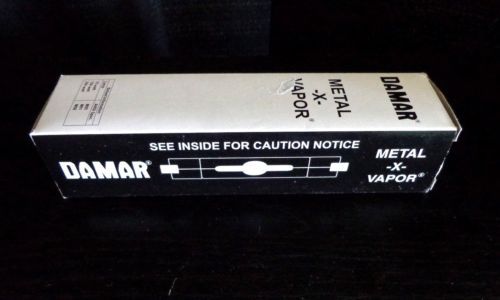 DAMAR
METAL
-X-
VAPOR®
SEE INSIDE FOR CAUTION NOTICE
DAMAR®
METAL
-X-
VAPOR®